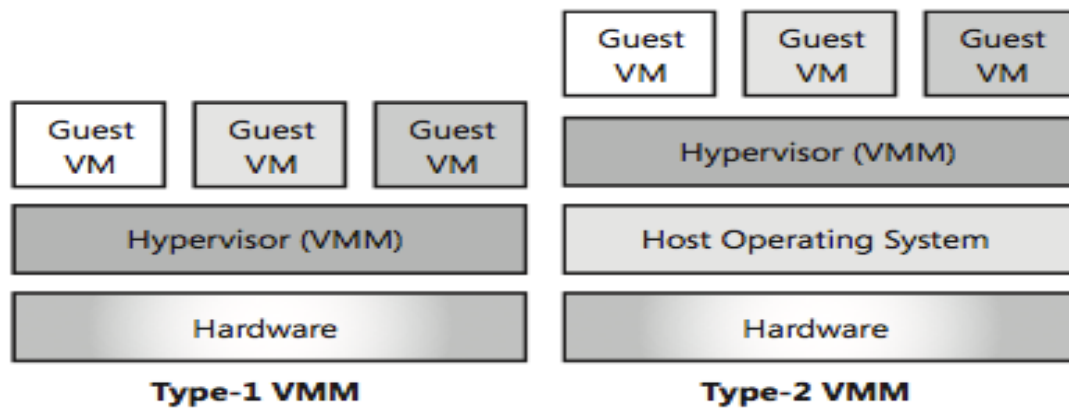 Guest
VM
Guest
VM
Guest
VM
Hypervisor (VMM)
Hardware
Type-1 VMM
Guest
VM
Guest
VM
Guest
VM
Hypervisor (VMM)
Host Operating System
Hardware
Type-2 VMM